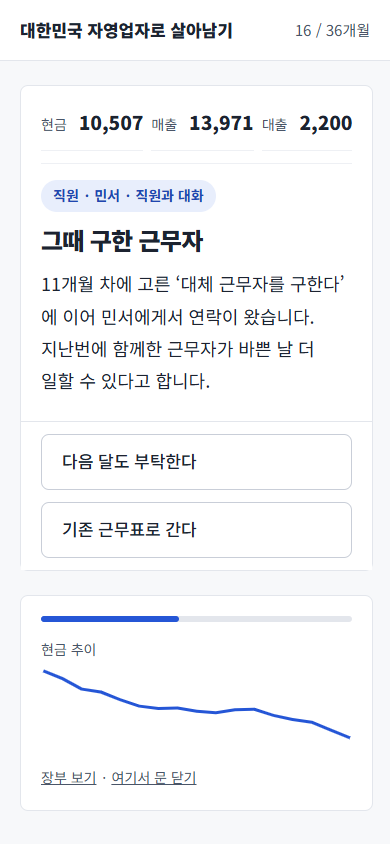 대한민국 자영업자로 살아남기 16 / 36개월
현금 10,507 매출 13,971 대출 2,200
직원 · 민서 · 직원과 대화
그때 구한 근무자
11개월 차에 고른 ‘대체 근무자를 구한다’
에 이어 민서에게서 연락이 왔습니다.
지난번에 함께한 근무자가 바쁜 날 더
일할 수 있다고 합니다.
다음 달도 부탁한다
기존 근무표로 간다
현금 추이
장부 보기 · 여기서 문 닫기